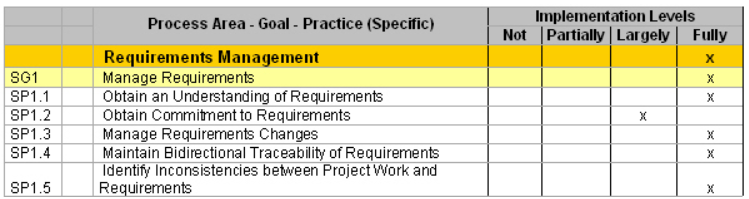 Process Area - Goal - Practice (Specific) Implementation Levels
Not Partially Largely Fully
Requirements Management x
SG1 Manage Requirements x
SP1.1 Obtain an Understanding of Requirements x
SP1.2 Obtain Commitment to Requirements x
SP1.3 Manage Requirements Changes x
SP1.4 Maintain Bidirectional Traceability of Requirements x
Identify Inconsistencies between Project Work and
SP1.5 Requirements x